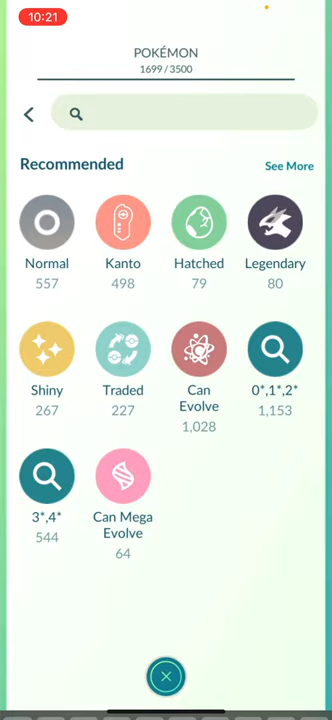 10:21
POKÉMON
1699 / 3500
Recommended
See More
Normal
Kanto
Hatched
Legendary
557
498
79
80
Shiny
Traded
Can
Evolve
0*,1*,2*
267
227
1,028
1,153
3*,4*
Can Mega
Evolve
544
64